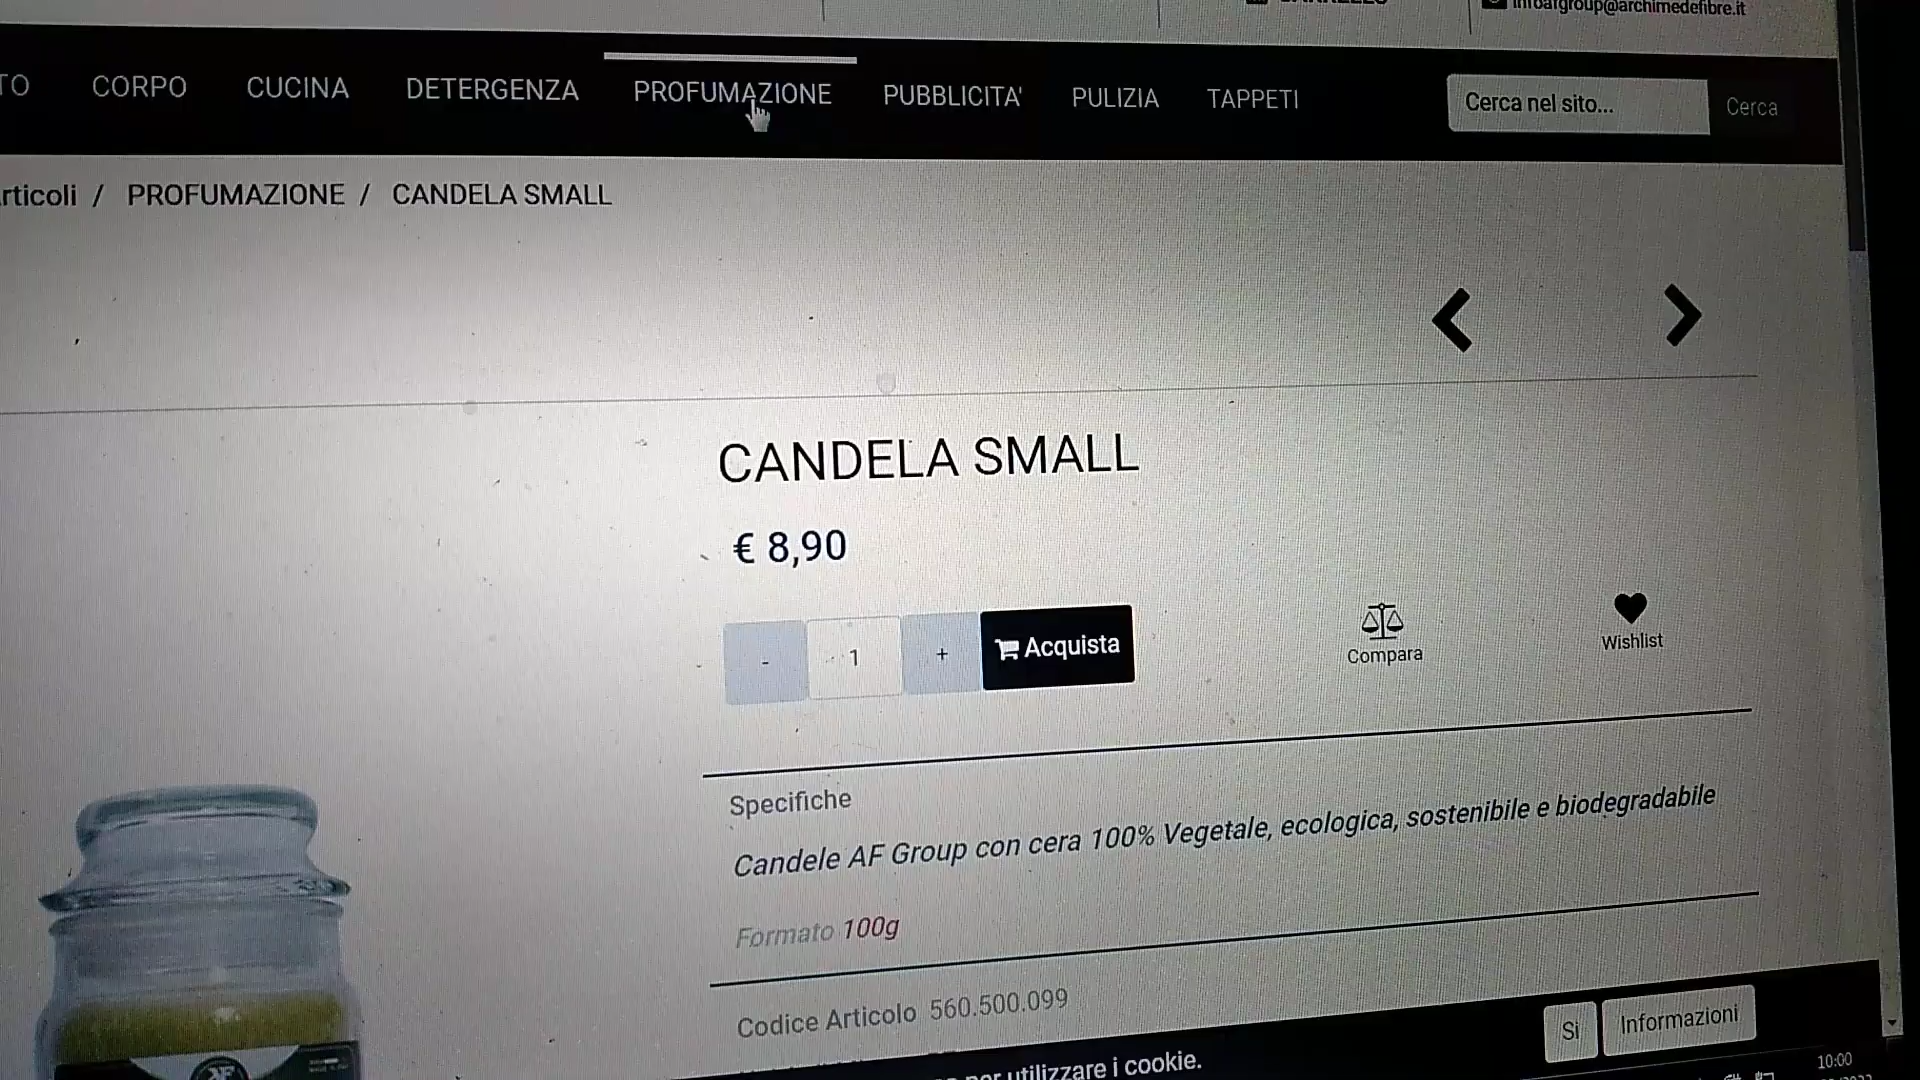 infoafgroup@archimedefibre.it
TO CORPO CUCINA DETERGENZA PROFUMAZIONE PUBBLICITA' PULIZIA TAPPETI Cerca nel sito... Cerca
rticoli / PROFUMAZIONE / CANDELA SMALL
CANDELA SMALL
€ 8,90
- 1 + Acquista
Compara
Wishlist
Specifiche
Candele AF Group con cera 100% Vegetale, ecologica, sostenibile e biodegradabile
Formato 100g
Codice Articolo 560.500.099
per utilizzare i cookie.
Si Informazioni
10:00